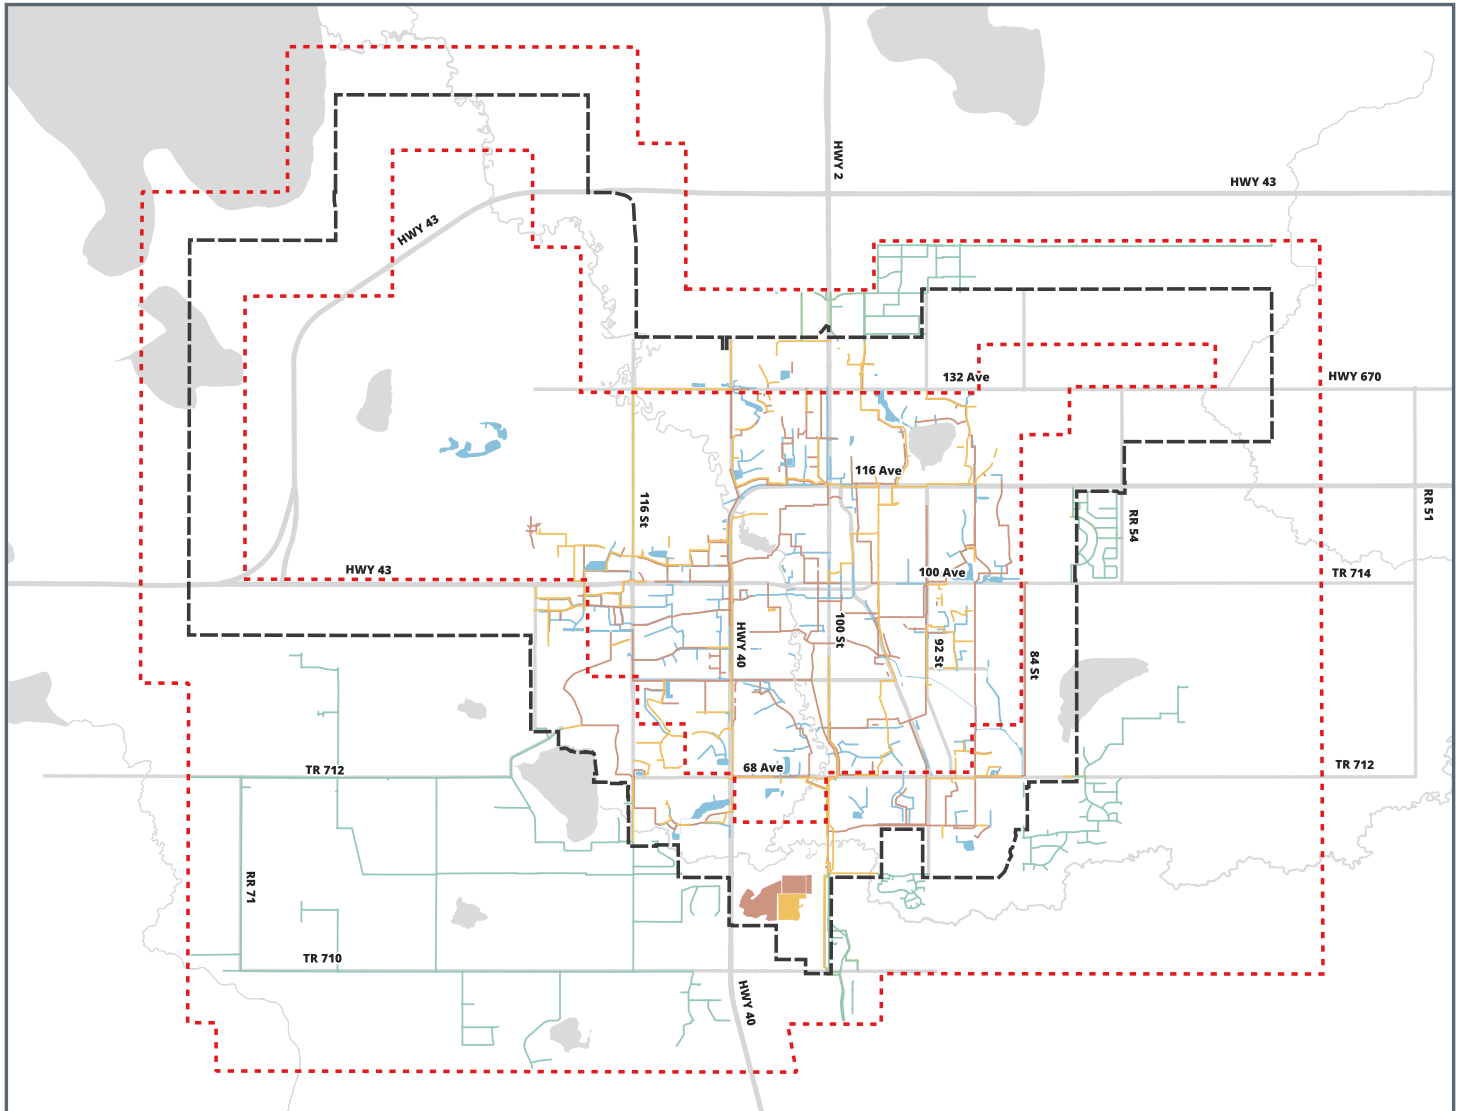 HWY 2
HWY 43
HWY 43
132 Ave
HWY 670
116 Ave
116 St
RR 54
RR 51
HWY 43
100 Ave
TR 714
100 St
HWY 40
92 St
84 St
TR 712
68 Ave
TR 712
RR 71
TR 710
HWY 40